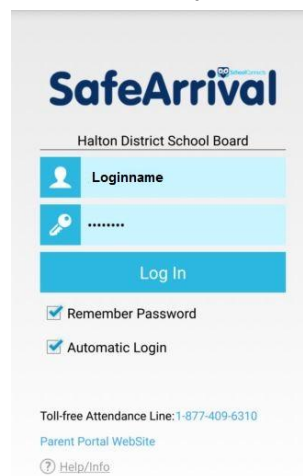 SchoolConnects
SafeArrival
Halton District School Board
Loginname
........
Log In
Remember Password
Automatic Login
Toll-free Attendance Line:1-877-409-6310
Parent Portal WebSite
? Help/Info